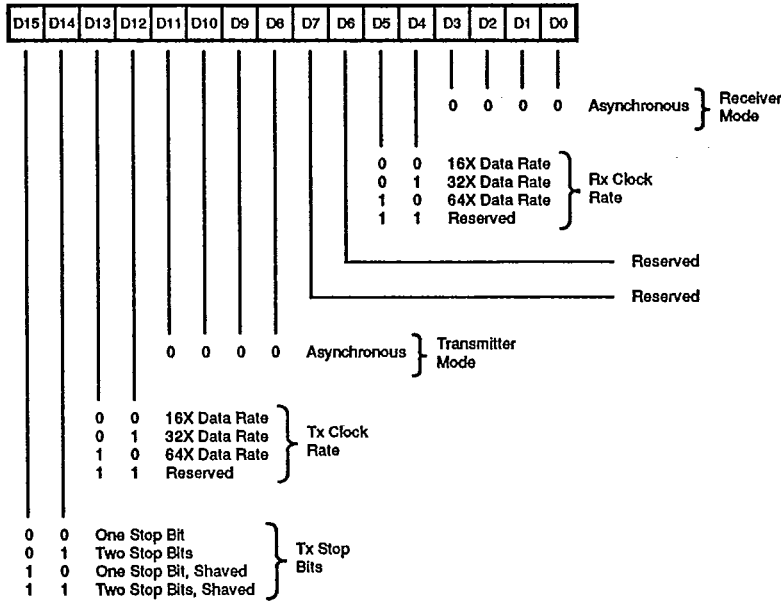 D15 D14 D13 D12 D11 D10 D9 D8 D7 D6 D5 D4 D3 D2 D1 D0
0 0 0 0 Asynchronous Receiver Mode
0 0 16X Data Rate
0 1 32X Data Rate
1 0 64X Data Rate
1 1 Reserved
Rx Clock Rate
Reserved
Reserved
0 0 0 0 Asynchronous Transmitter Mode
0 0 16X Data Rate
0 1 32X Data Rate
1 0 64X Data Rate
1 1 Reserved
Tx Clock Rate
0 0 One Stop Bit
0 1 Two Stop Bits
1 0 One Stop Bit, Shaved
1 1 Two Stop Bits, Shaved
Tx Stop Bits